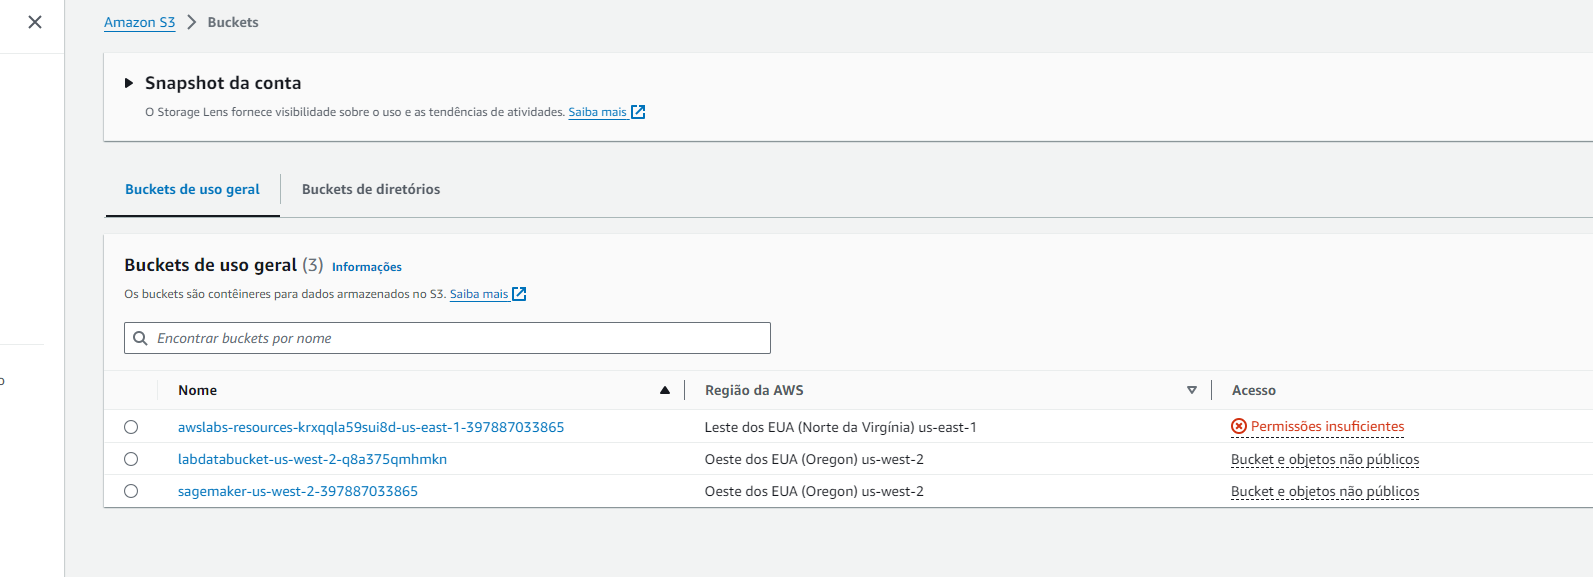 Amazon S3 > Buckets
Snapshot da conta
O Storage Lens fornece visibilidade sobre o uso e as tendências de atividades. Saiba mais
Buckets de uso geral
Buckets de diretórios
Buckets de uso geral (3) Informações
Os buckets são contêineres para dados armazenados no S3. Saiba mais
Encontrar buckets por nome
Nome Região da AWS Acesso
awslabs-resources-krxqqla59sui8d-us-east-1-397887033865 Leste dos EUA (Norte da Virgínia) us-east-1 Permissões insuficientes
labdatabucket-us-west-2-q8a375qmhmkn Oeste dos EUA (Oregon) us-west-2 Bucket e objetos não públicos
sagemaker-us-west-2-397887033865 Oeste dos EUA (Oregon) us-west-2 Bucket e objetos não públicos